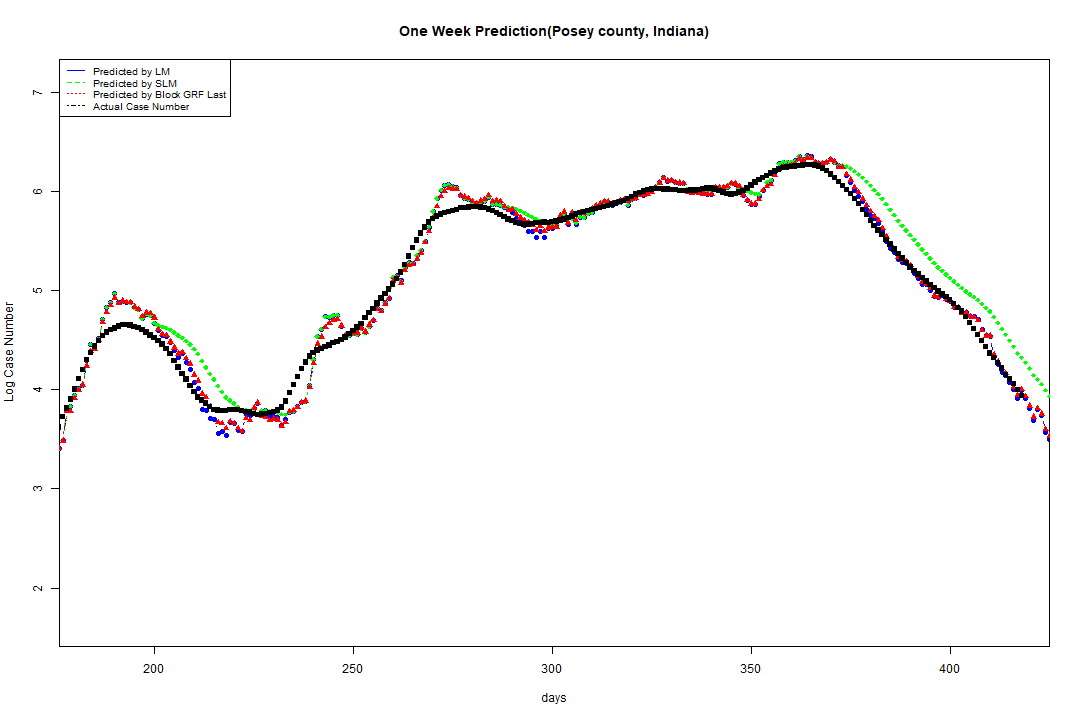 One Week Prediction(Posey county, Indiana)
Predicted by LM
Predicted by SLM
Predicted by Block GRF Last
Actual Case Number
7
6
5
4
3
2
Log Case Number
200 250 300 350 400
days